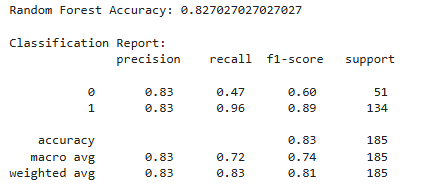 Random Forest Accuracy: 0.827027027027027
Classification Report:
precision recall f1-score support
0 0.83 0.47 0.60 51
1 0.83 0.96 0.89 134
accuracy 0.83 185
macro avg 0.83 0.72 0.74 185
weighted avg 0.83 0.83 0.81 185